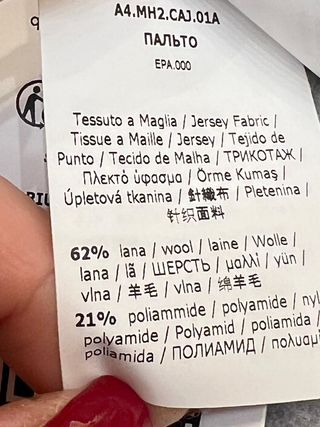 A4.MH2.CAJ.01A
ПАЛЬТО
EPA.000
Tessuto a Maglia / Jersey Fabric /
Tissue a Maille / Jersey / Tejido de
Punto / Tecido de Malha / ТРИКОТАЖ /
Πλεκτό ύφασμα / Örme Kumaş /
Úpletová tkanina / 針織布 / Pletenina /
针织面料
62% lana / wool / laine / Wolle /
lana / lã / ШЕРСТЬ / μαλλί / yün /
vlna / 羊毛 / vlna / 绵羊毛
21% poliammide / polyamide / nyl
polyamide / Polyamid / poliamida /
poliamida / ПОЛИАМИД /